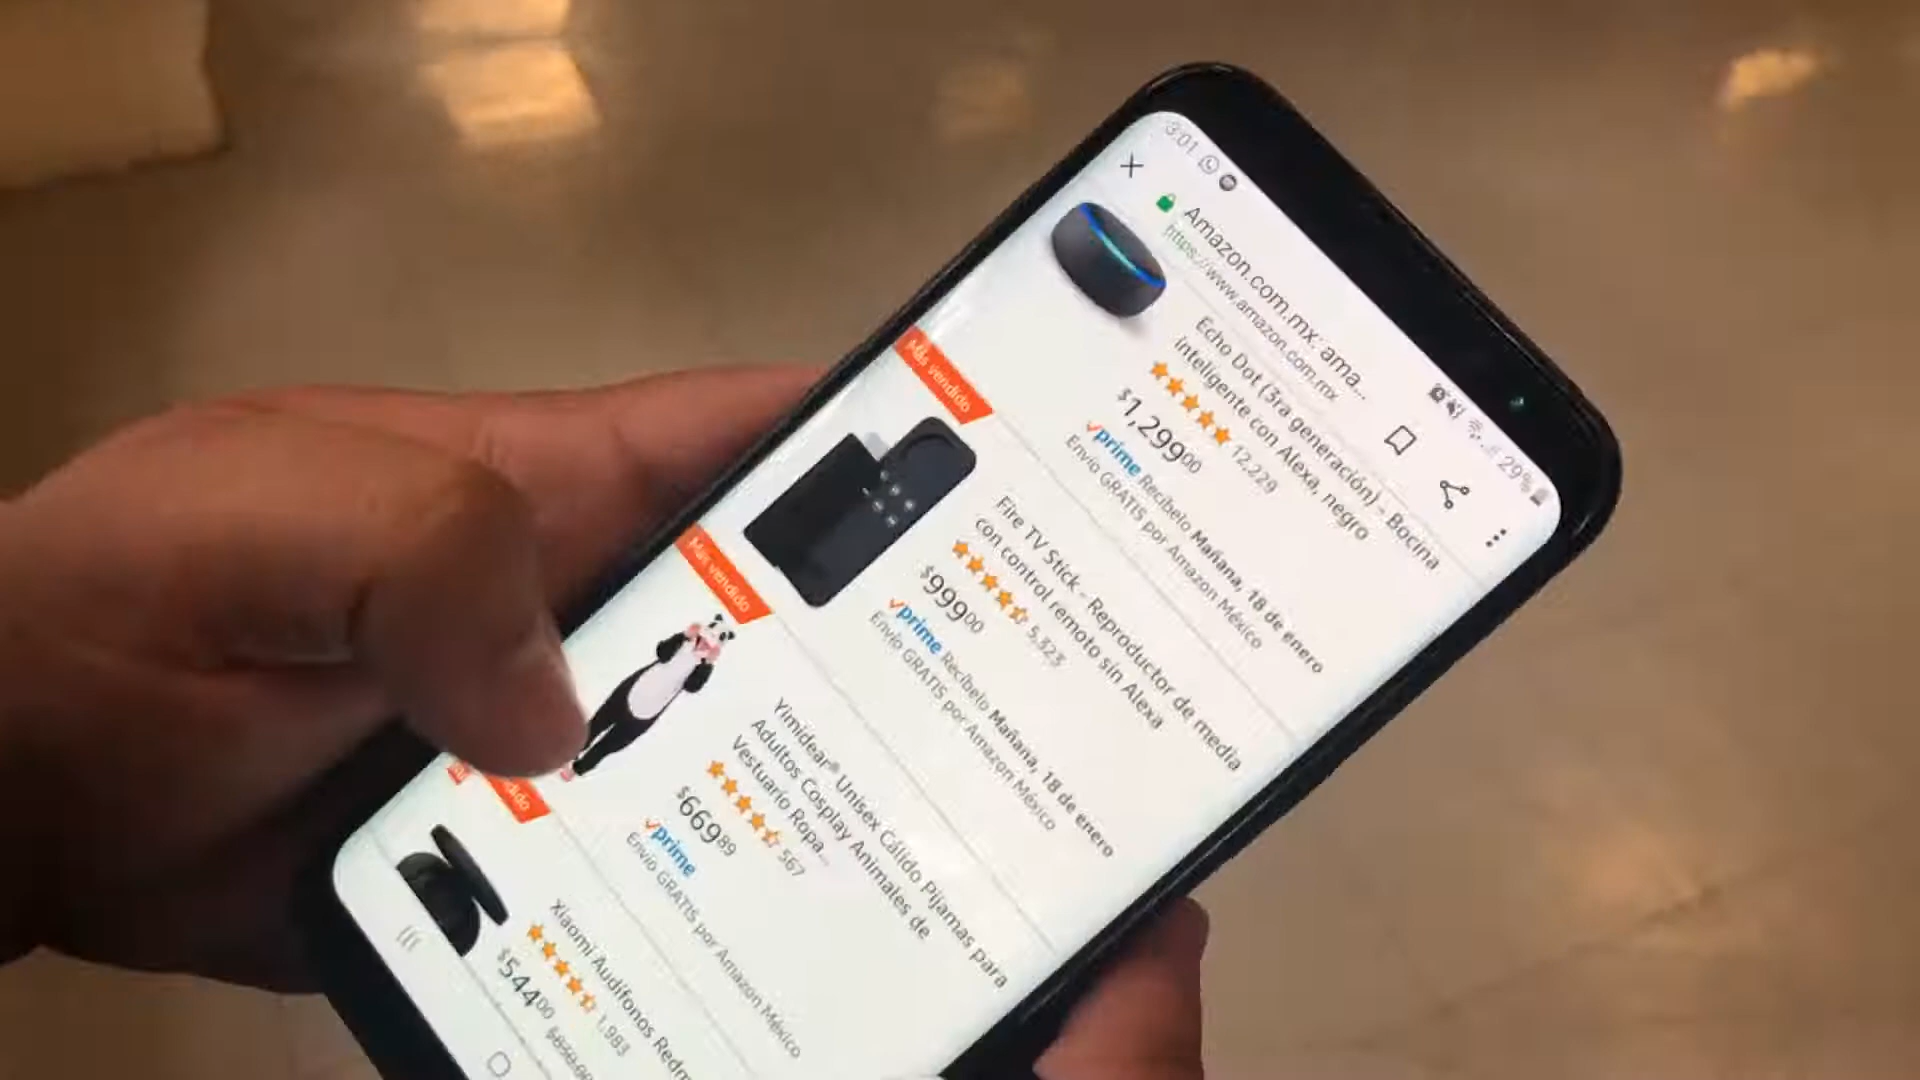 3:01
29%
Amazon.com.mx: ama...
https://www.amazon.com.mx
Echo Dot (3ra generación) - Bocina
inteligente con Alexa, negro
12,229
$1,29900
prime Recíbelo Mañana, 18 de enero
Envío GRATIS por Amazon México
Más vendido
Fire TV Stick - Reproductor de media
con control remoto sin Alexa
5,323
$99900
prime Recíbelo Mañana, 18 de enero
Envío GRATIS por Amazon México
Más vendido
Yimidear® Unisex Cálido Pijamas para
Adultos Cosplay Animales de
Vestuario Ropa...
567
$66989
prime
Envío GRATIS por Amazon México
Xiaomi Audífonos Redm
1,983
$54400